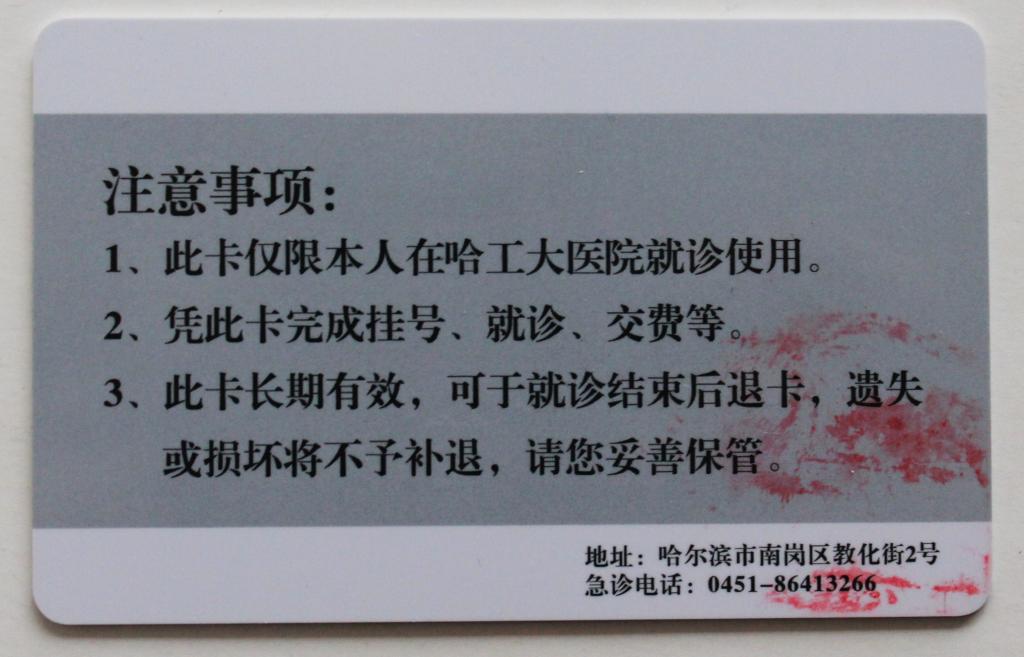 注意事项：
1、此卡仅限本人在哈工大医院就诊使用。
2、凭此卡完成挂号、就诊、交费等。
3、此卡长期有效，可于就诊结束后退卡，遗失
或损坏将不予补退，请您妥善保管。
地址：哈尔滨市南岗区教化街2号
急诊电话：0451-86413266